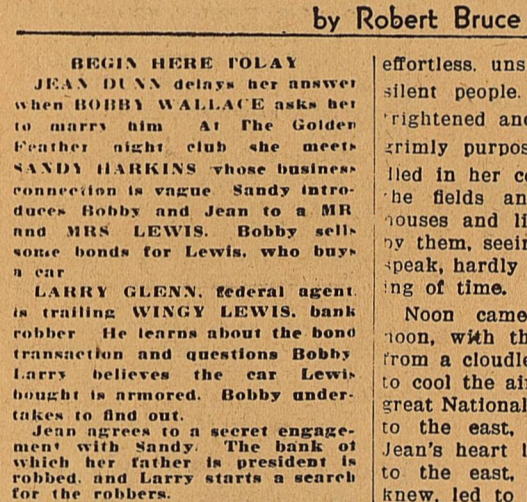 by Robert Bruce
BEGIN HERE TODAY
JEAN DUNN delays her answer
when BOBBY WALLACE asks her
to marry him At The Golden
Feather night club she meets
SANDY HARKINS whose business
connection is vague Sandy intro-
duces Bobby and Jean to a MR
and MRS LEWIS. Bobby sells
some bonds for Lewis, who buys
a car
LARRY GLENN, federal agent
is trailing WINGY LEWIS, bank
robber He learns about the bond
transaction and questions Bobby
Larry believes the car Lewis
bought is armored. Bobby under-
takes to find out.
Jean agrees to a secret engage-
ment with Sandy. The bank of
which her father is president is
robbed, and Larry starts a search
for the robbers.
effortless, uns
silent people.
rightened and
grimly purpos
lled in her co
he fields an
houses and li
by them, seein
speak, hardly
ing of time.
Noon came
noon, with th
from a cloudle
to cool the ai
great National
to the east,
Jean's heart l
to the east,
knew, led to